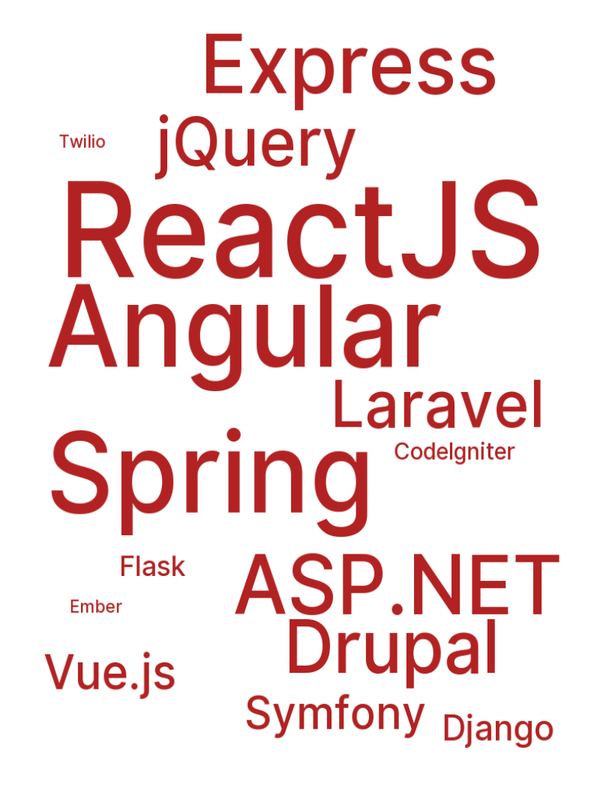 Express
jQuery
Twilio
ReactJS
Angular
Laravel
CodeIgniter
Spring
Flask
ASP.NET
Ember
Drupal
Vue.js
Symfony
Django